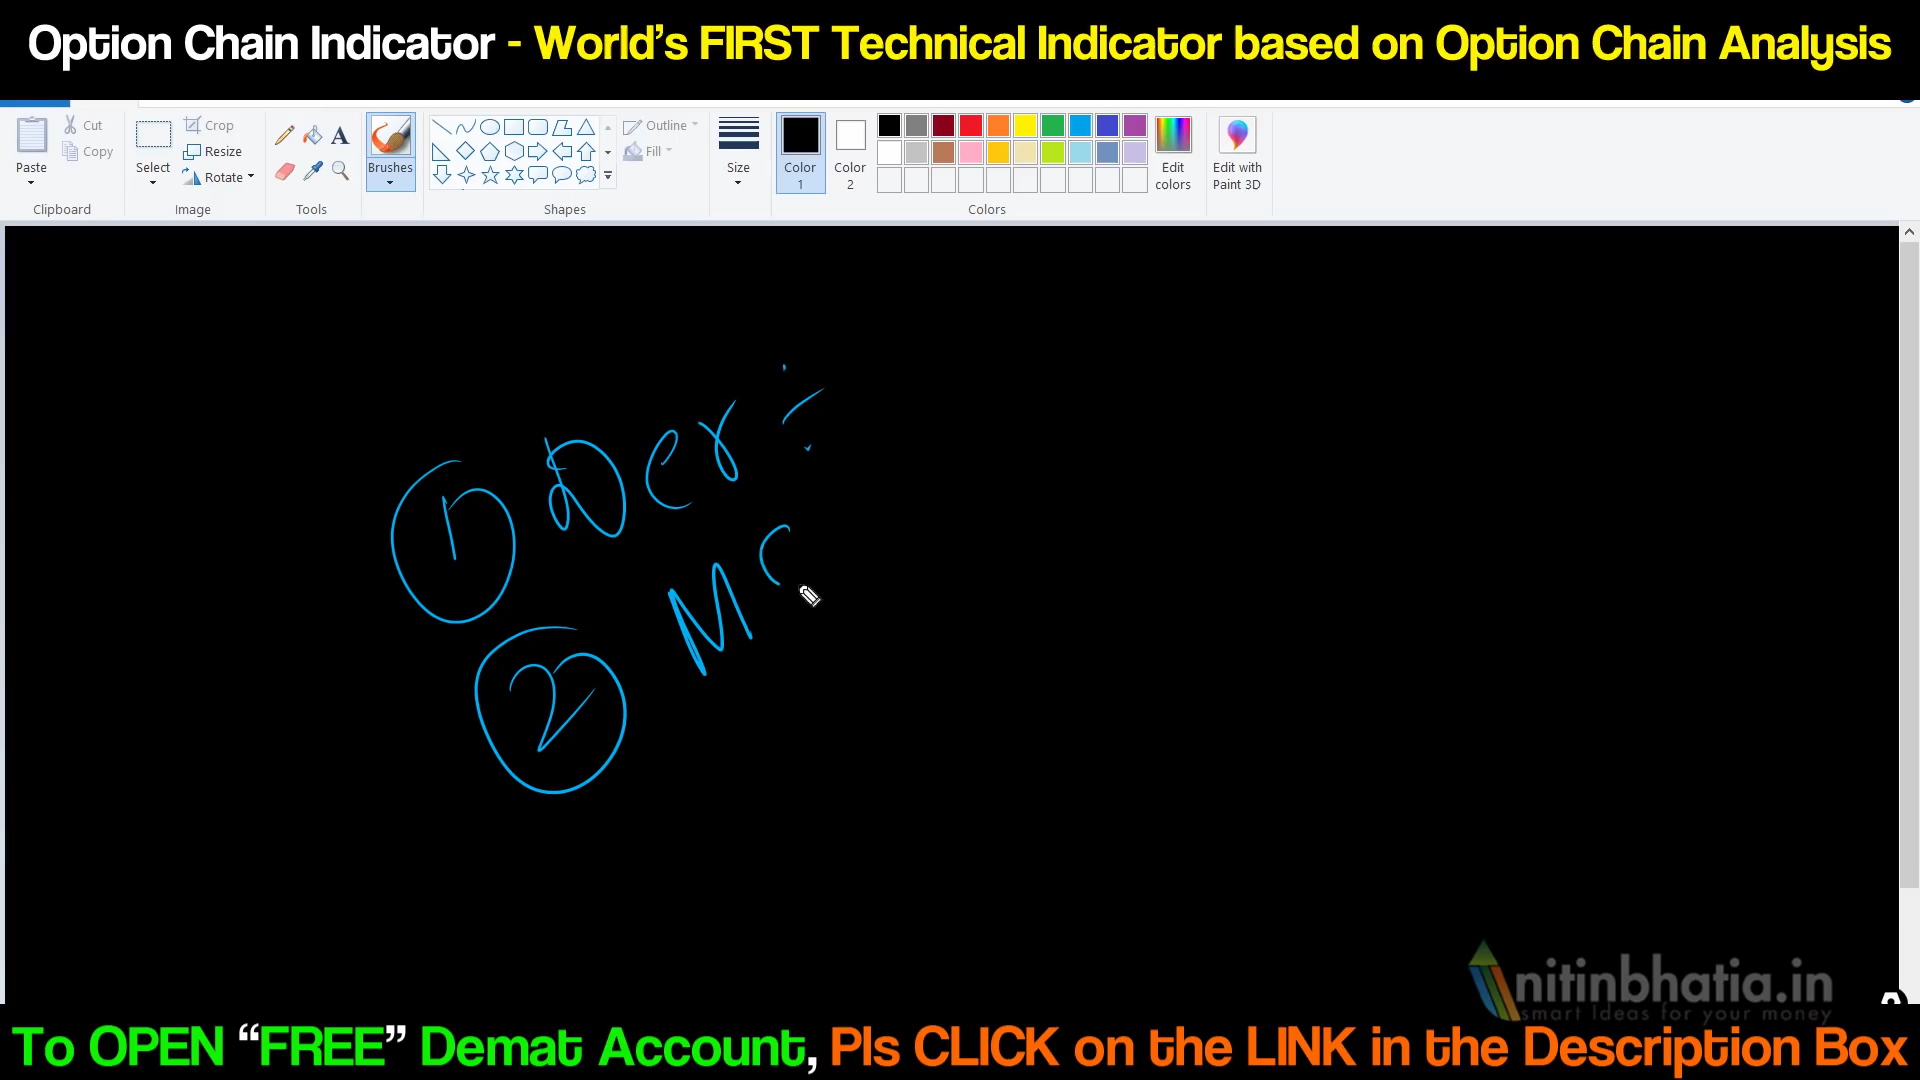 Option Chain Indicator - World's FIRST Technical Indicator based on Option Chain Analysis
Paste
Cut
Copy
Clipboard
Select
Crop
Resize
Rotate
Image
A
Tools
Brushes
Shapes
Outline
Fill
Size
Color 1
Color 2
Edit colors
Colors
Edit with Paint 3D
1 Der
2 M
nitinbhatia.in
smart Ideas for your money
To OPEN “FREE” Demat Account, Pls CLICK on the LINK in the Description Box